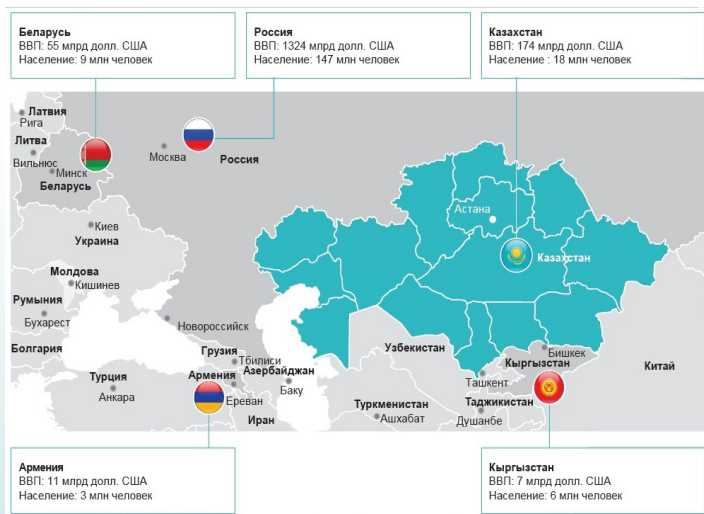 Беларусь
ВВП: 55 млрд долл. США
Население: 9 млн человек
Россия
ВВП: 1324 млрд долл. США
Население: 147 млн человек
Казахстан
ВВП: 174 млрд долл. США
Население : 18 млн человек
Латвия
Рига
Литва
Вильнюс
Минск
Беларусь
Москва
Россия
Астана
Киев
Украина
Казахстан
Молдова
Кишинев
Румыния
Бухарест
Новороссийск
Болгария
Грузия
Тбилиси
Узбекистан
Бишкек
Кыргызстан
Китай
Турция
Анкара
Армения
Азербайджан
Ереван
Баку
Ташкент
Иран
Туркменистан
Ашхабат
Таджикистан
Душанбе
Армения
ВВП: 11 млрд долл. США
Население: 3 млн человек
Кыргызстан
ВВП: 7 млрд долл. США
Население: 6 млн человек